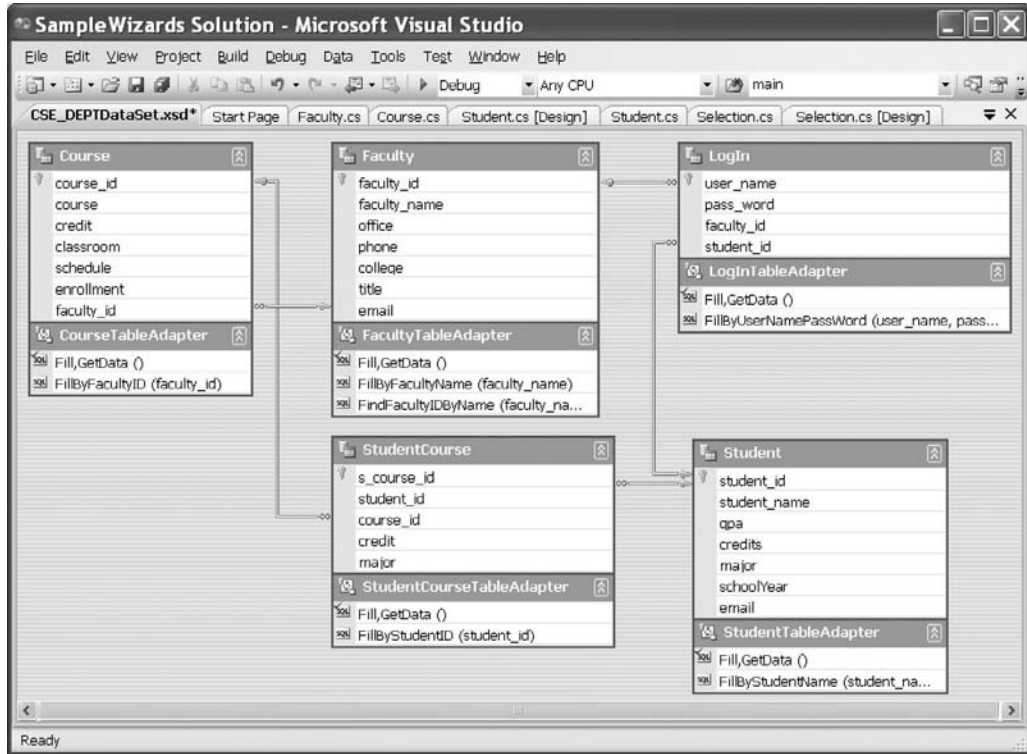 SampleWizards Solution - Microsoft Visual Studio
File Edit View Project Build Debug Data Tools Test Window Help
Debug Any CPU main
CSE_DEPTDataSet.xsd* Start Page Faculty.cs Course.cs Student.cs [Design] Student.cs Selection.cs Selection.cs [Design]
Course
course_id
course
credit
classroom
schedule
enrollment
faculty_id
CourseTableAdapter
Fill,GetData ()
FillByFacultyID (faculty_id)
Faculty
faculty_id
faculty_name
office
phone
college
title
email
FacultyTableAdapter
Fill,GetData ()
FillByFacultyName (faculty_name)
FindFacultyIDByName (faculty_na...
LogIn
user_name
pass_word
faculty_id
student_id
LogInTableAdapter
Fill,GetData ()
FillByUserNamePassWord (user_name, pass...
StudentCourse
s_course_id
student_id
course_id
credit
major
StudentCourseTableAdapter
Fill,GetData ()
FillByStudentID (student_id)
Student
student_id
student_name
gpa
credits
major
schoolYear
email
StudentTableAdapter
Fill,GetData ()
FillByStudentName (student_na...
Ready